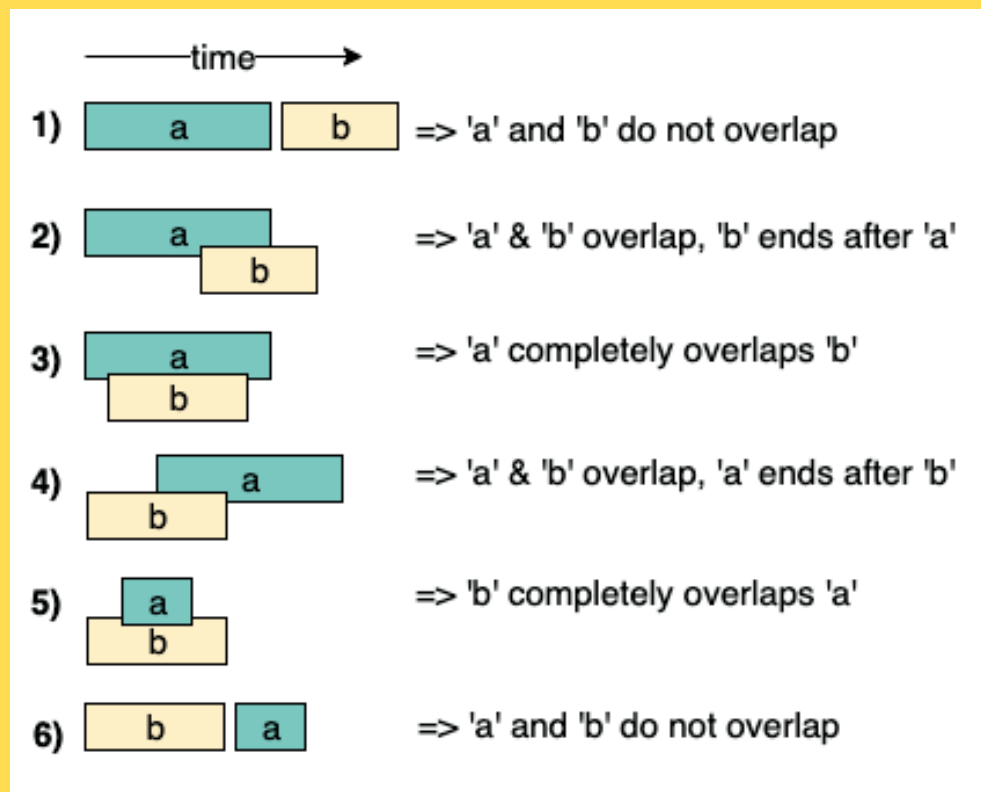 time
1) a b => 'a' and 'b' do not overlap
2) a => 'a' & 'b' overlap, 'b' ends after 'a'
b
3) a => 'a' completely overlaps 'b'
b
4) a => 'a' & 'b' overlap, 'a' ends after 'b'
b
5) a => 'b' completely overlaps 'a'
b
6) b a => 'a' and 'b' do not overlap